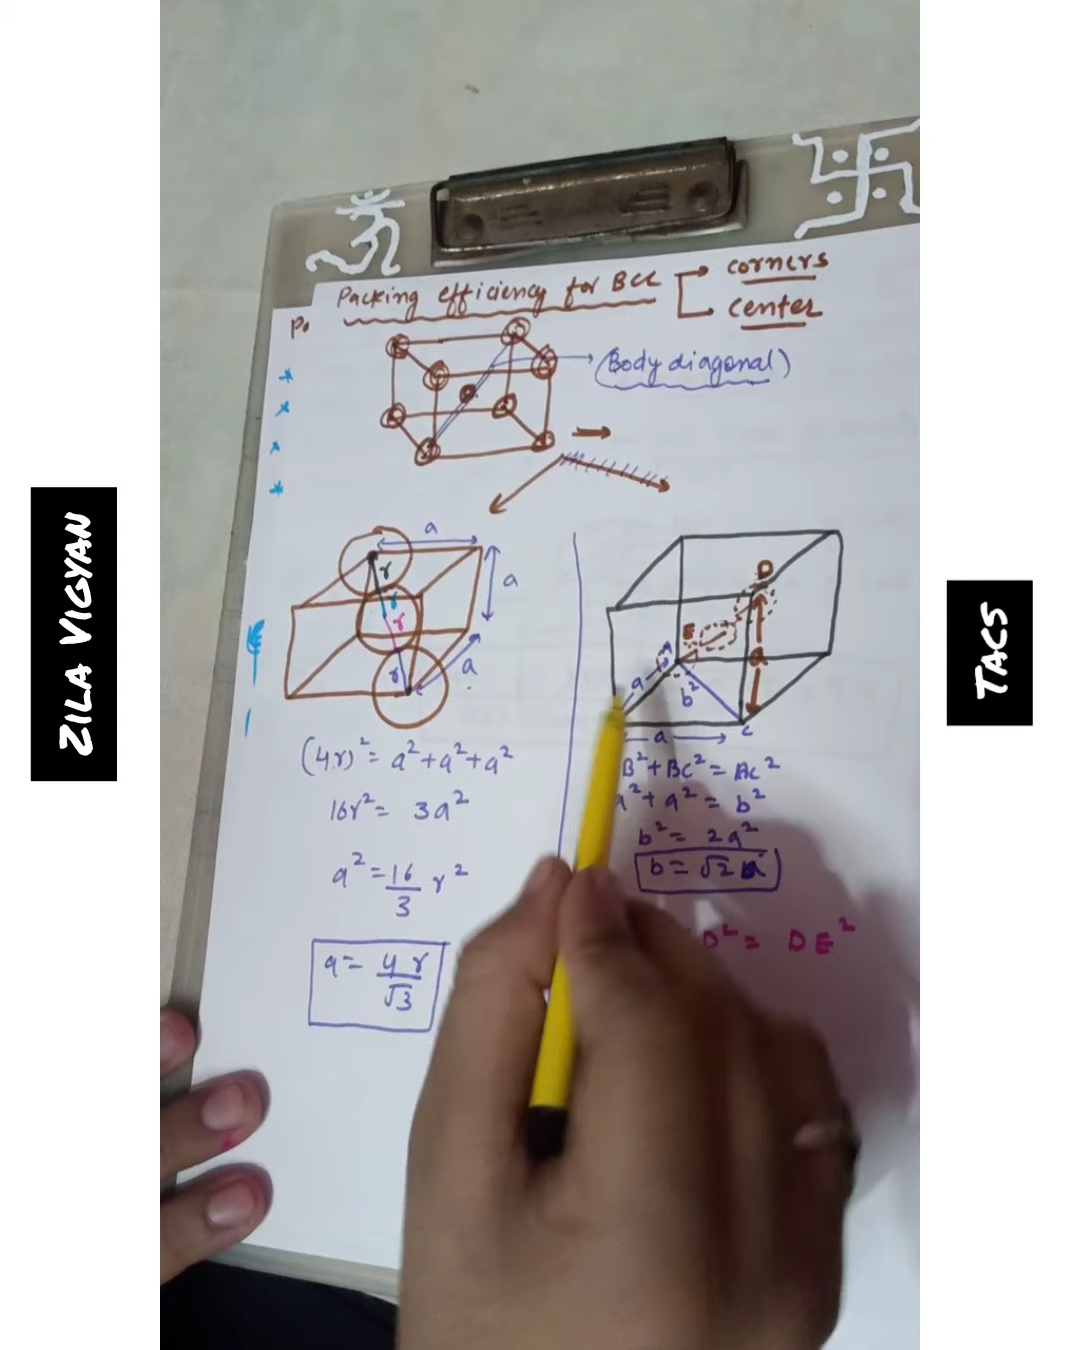 ZILA VIGYAN
TACS
ॐ
Packing efficiency for BCC
corners
center
P.
(Body diagonal)
a
r
a
r
r
a
r
D
E
A
a
a
b²
a
C
(4r)² = a² + a² + a²
16r² = 3a²
a² = 16/3 r²
a = 4r/√3
B² + BC² = AC²
a² + a² = b²
b² = 2a²
b = √2 a
D² = DE²